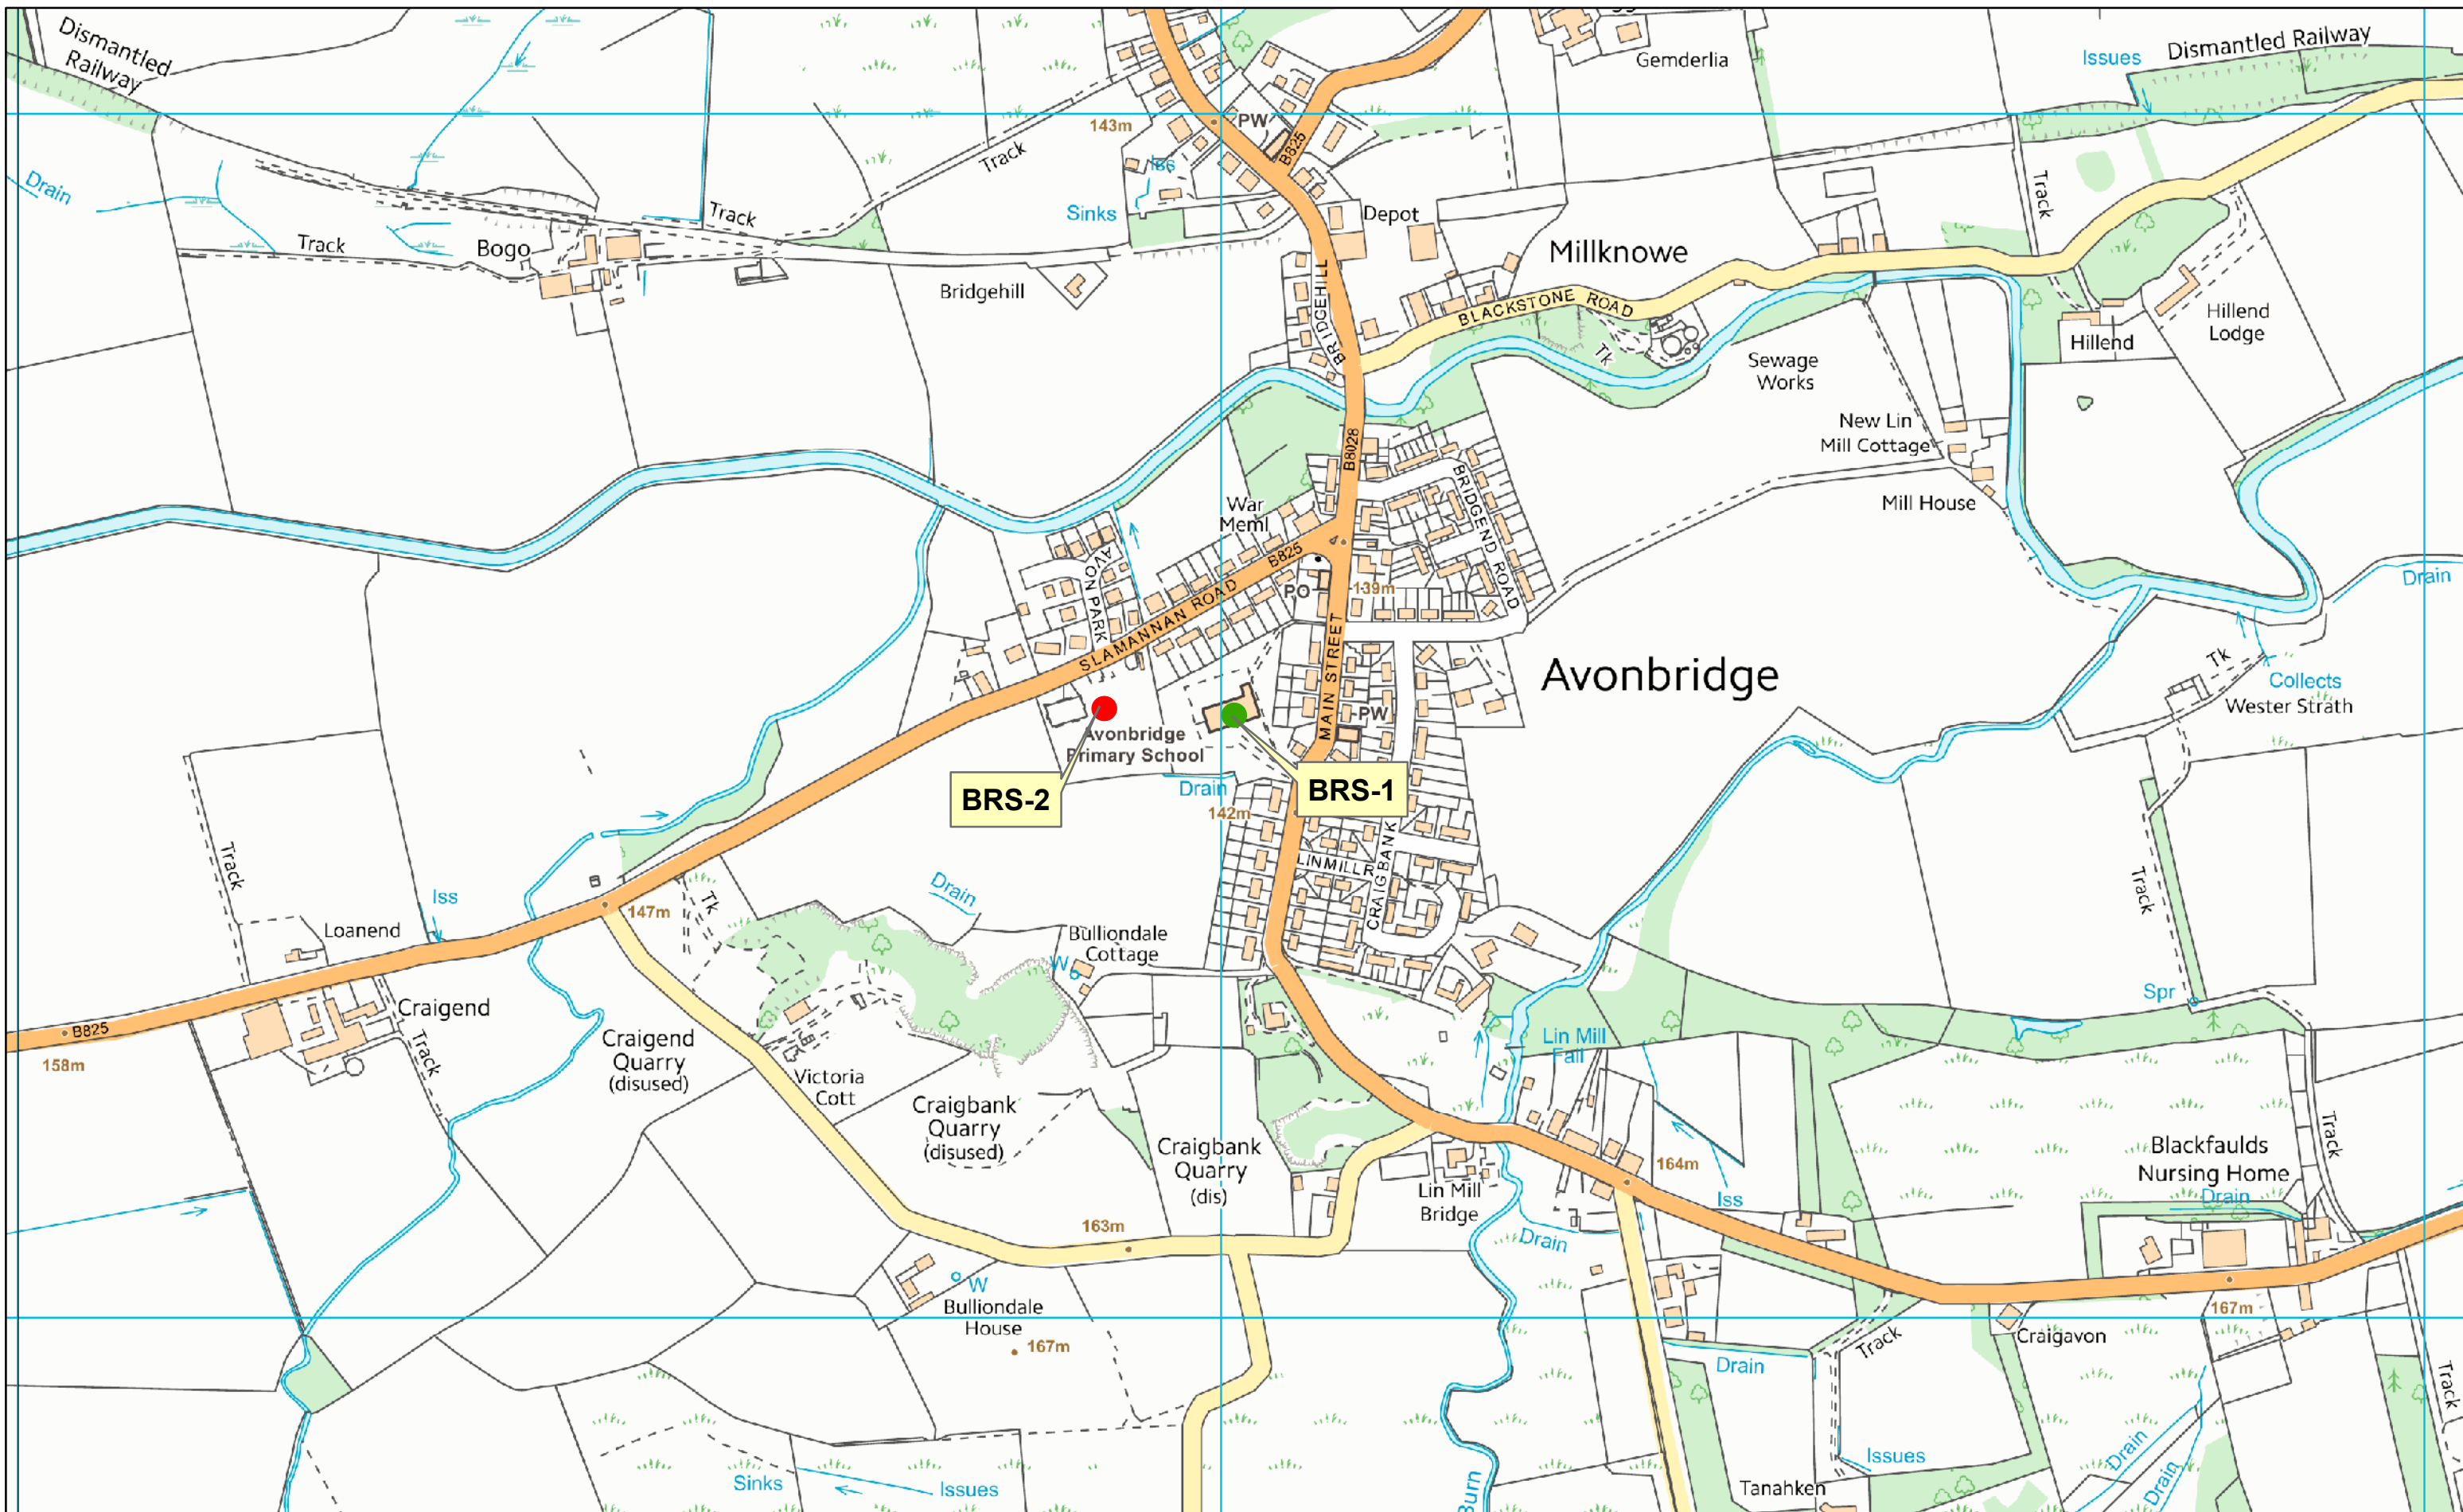 Dismantled
Railway
Issues
Dismantled Railway
Gemderlia
143m
PW
B825
Track
Iss
Drain
Sinks
Track
Depot
Track
Track
Bogo
Millknowe
Bridgehill
BRIDGEHILL
BLACKSTONE ROAD
Hillend
Lodge
Hillend
Tk
Sewage
Works
New Lin
Mill Cottage
B8028
Mill House
War
Meml
BRIDGEND ROAD
B825
AVON PARK
PO
139m
Drain
SLAMANNAN ROAD
MAIN STREET
Avonbridge
Tk
Collects
Wester Strath
PW
Avonbridge
Primary School
BRS-2
BRS-1
Drain
142m
LINMILL
CRAIGBANK
Track
Track
Iss
Drain
Tk
147m
Loanend
Bulliondale
Cottage
W
Craigend
Spr
B825
158m
Track
Craigend
Quarry
(disused)
Lin Mill
Fall
Victoria
Cott
Craigbank
Quarry
(disused)
Craigbank
Quarry
(dis)
Track
Blackfaulds
Nursing Home
164m
Lin Mill
Bridge
Iss
Drain
163m
Drain
W
Bulliondale
House
167m
167m
Track
Craigavon
Drain
Track
Drain
Drain
Issues
Sinks
Issues
Tanahken
Burn